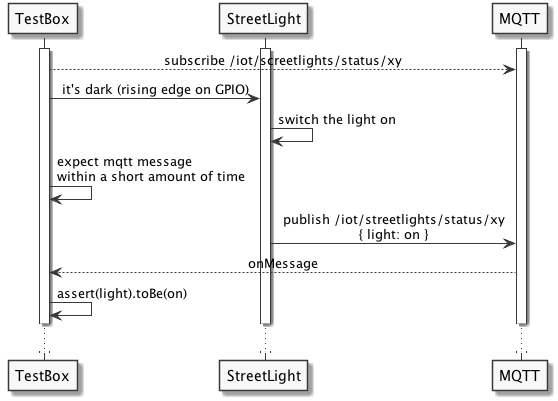 TestBox
StreetLight
MQTT
subscribe /iot/screetlights/status/xy
it's dark (rising edge on GPIO)
switch the light on
expect mqtt message
within a short amount of time
publish /iot/streetlights/status/xy
{ light: on }
onMessage
assert(light).toBe(on)
TestBox
StreetLight
MQTT